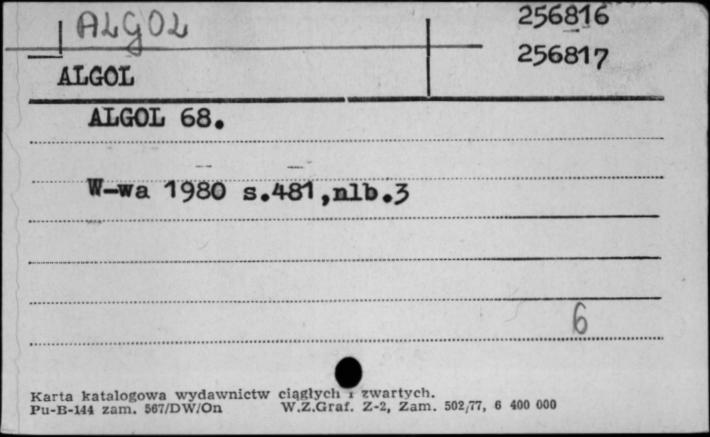 ALGOL 256816
256817
ALGOL
ALGOL 68.
W-wa 1980 s.481,nlb.3
6
Karta katalogowa wydawnictw ciągłych i zwartych.
Pu-B-144 zam. 567/DW/On W.Z.Graf. Z-2, Zam. 502/77, 6 400 000